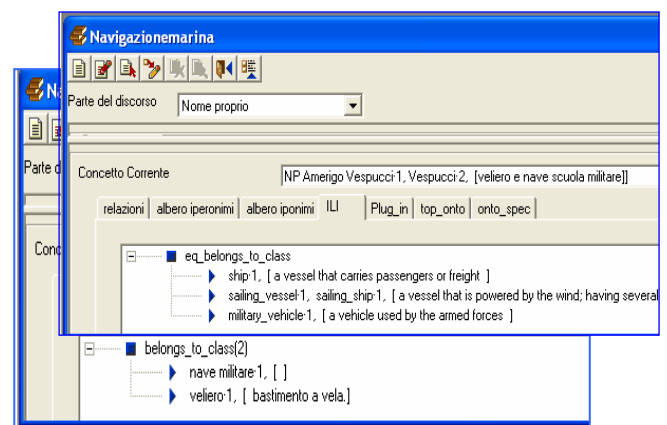 Navigazionemarina
Parte del discorso Nome proprio
Concetto Corrente NP Amerigo Vespucci·1, Vespucci·2, [veliero e nave scuola militare]]
relazioni albero iperonimi albero iponimi ILI Plug_in top_onto onto_spec
eq_belongs_to_class
ship·1, [ a vessel that carries passengers or freight ]
sailing_vessel·1, sailing_ship·1, [ a vessel that is powered by the wind; having several
military_vehicle·1, [ a vehicle used by the armed forces ]
Na
Parte d
Conc
belongs_to_class(2)
nave militare·1, [ ]
veliero·1, [ bastimento a vela.]